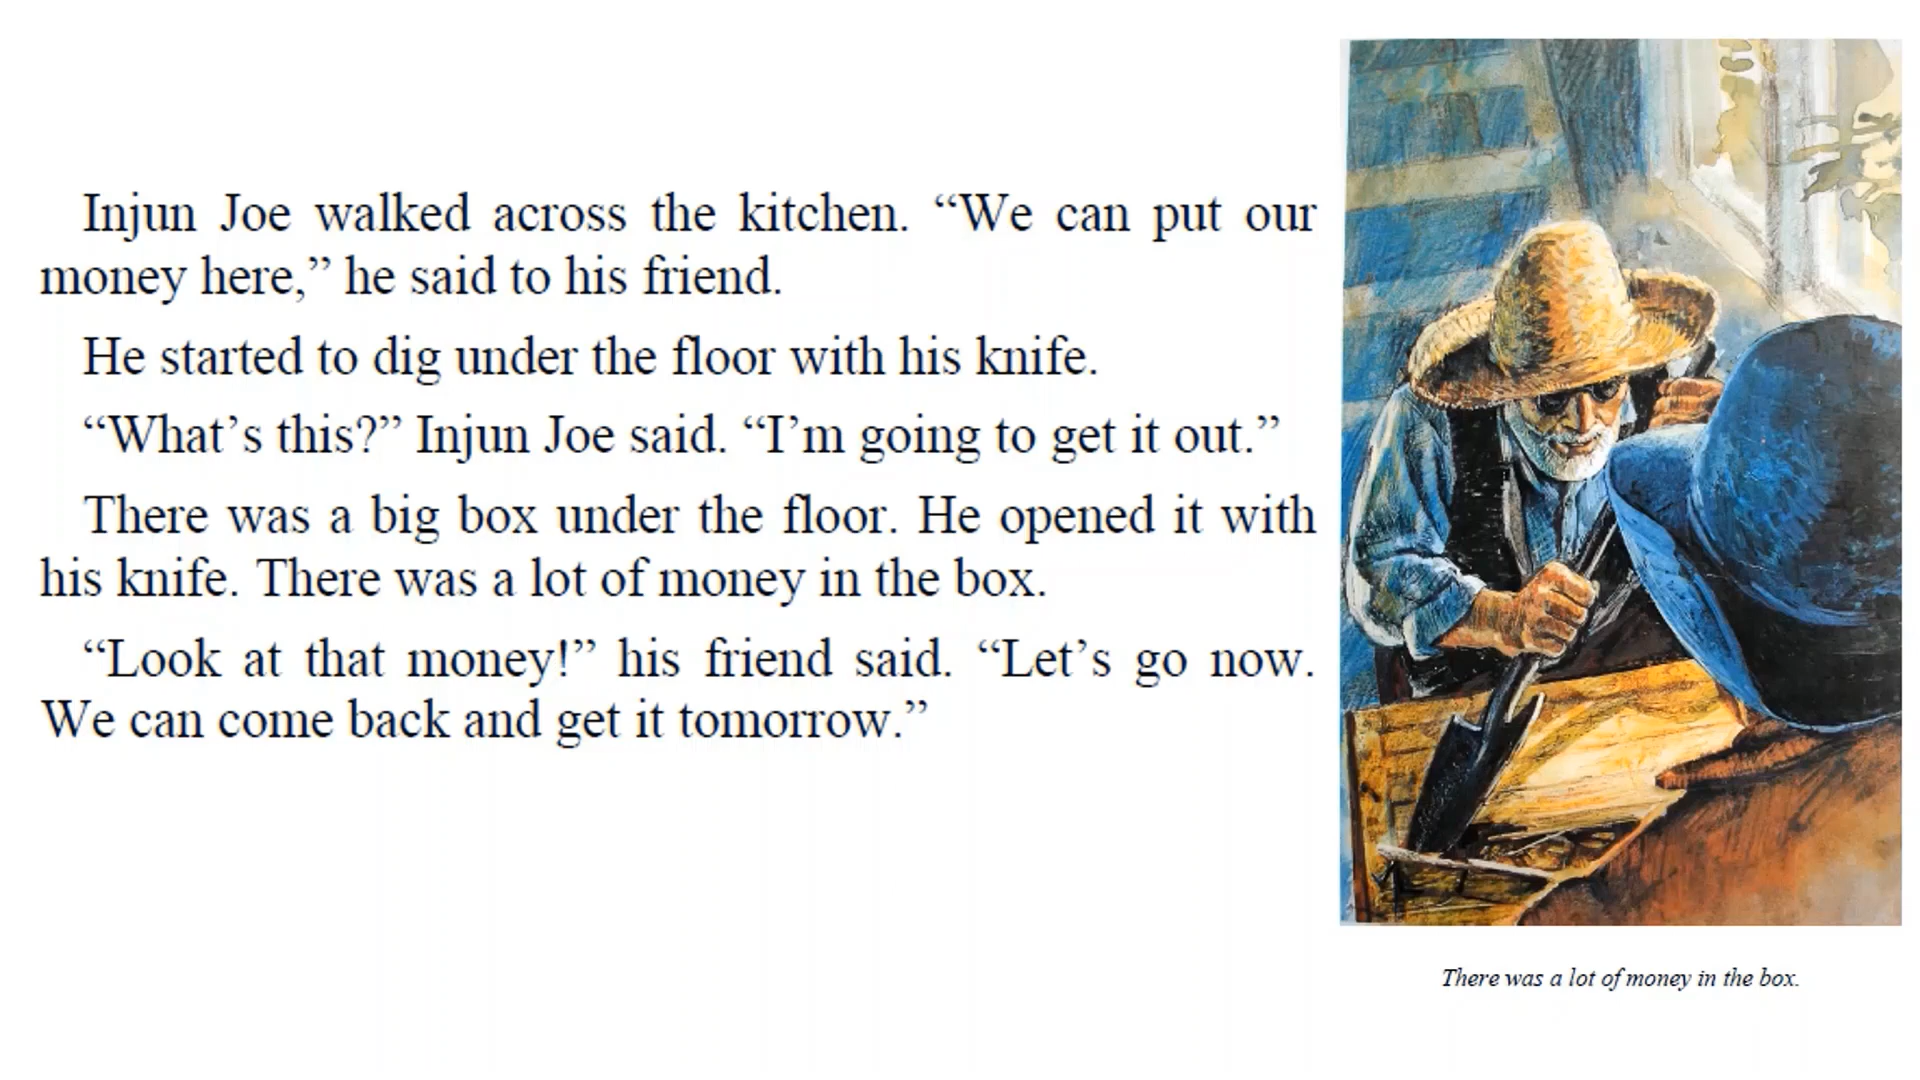 Injun Joe walked across the kitchen. “We can put our
money here,” he said to his friend.
He started to dig under the floor with his knife.
“What’s this?” Injun Joe said. “I’m going to get it out.”
There was a big box under the floor. He opened it with
his knife. There was a lot of money in the box.
“Look at that money!” his friend said. “Let’s go now.
We can come back and get it tomorrow.”
There was a lot of money in the box.